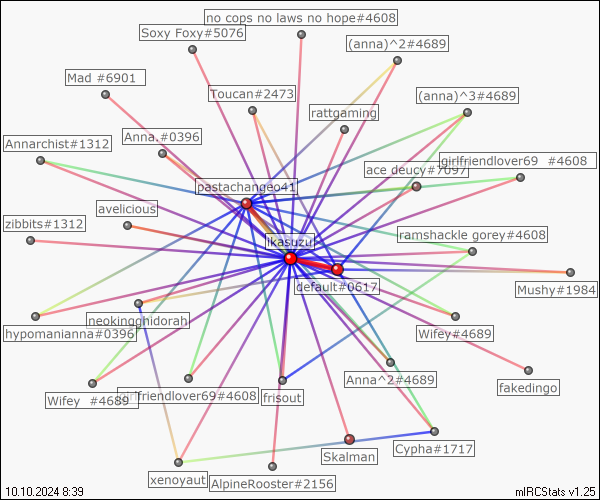 no cops no laws no hope#4608
Soxy Foxy#5076
(anna)^2#4689
Mad #6901
Toucan#2473
(anna)^3#4689
rattgaming
Annarchist#1312
Anna.#0396
girlfriendlover69 #4608
ace deucy#7097
pastachangeo41
avelicious
zibbits#1312
ikasuzu
ramshackle gorey#4608
default#0617
Mushy#1984
neokingghidorah
hypomanianna#0396
Wifey#4689
Anna^2#4689
fakedingo
Wifey #4689
girlfriendlover69#4608
frisout
Cypha#1717
Skalman
xenoyaut
AlpineRooster#2156
10.10.2024 8:39
mIRCStats v1.25